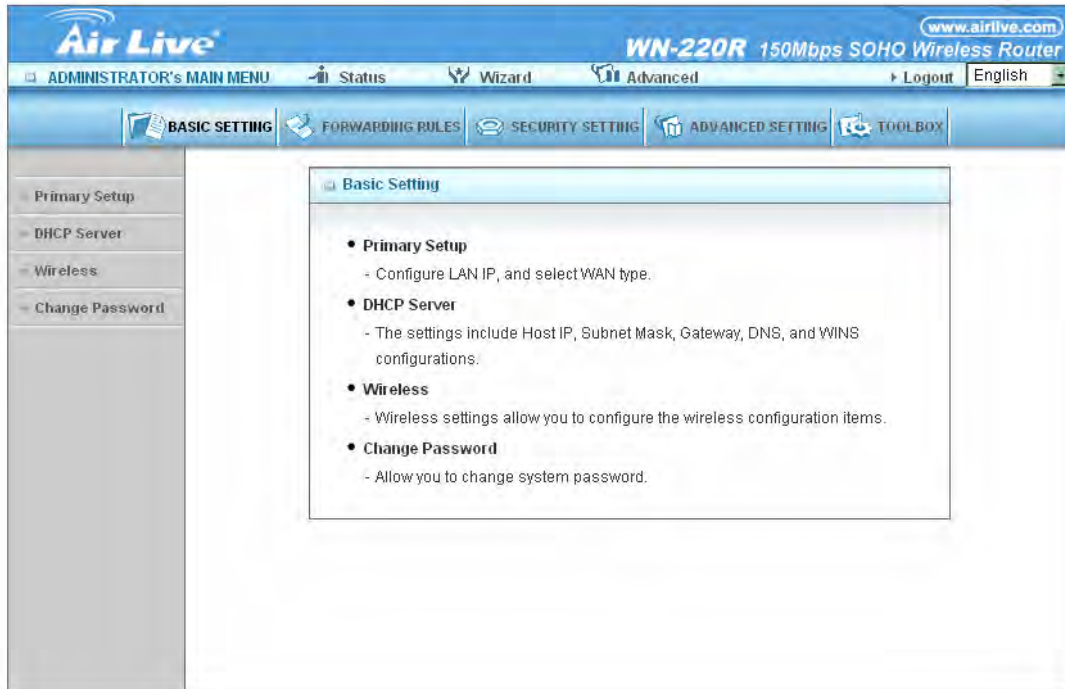 Air Live
(www.airlive.com)
WN-220R 150Mbps SOHO Wireless Router
ADMINISTRATOR's MAIN MENU Status Wizard Advanced Logout English
BASIC SETTING FORWARDING RULES SECURITY SETTING ADVANCED SETTING TOOLBOX
Primary Setup
DHCP Server
Wireless
Change Password
Basic Setting
• Primary Setup
- Configure LAN IP, and select WAN type.
• DHCP Server
- The settings include Host IP, Subnet Mask, Gateway, DNS, and WINS
configurations.
• Wireless
- Wireless settings allow you to configure the wireless configuration items.
• Change Password
- Allow you to change system password.